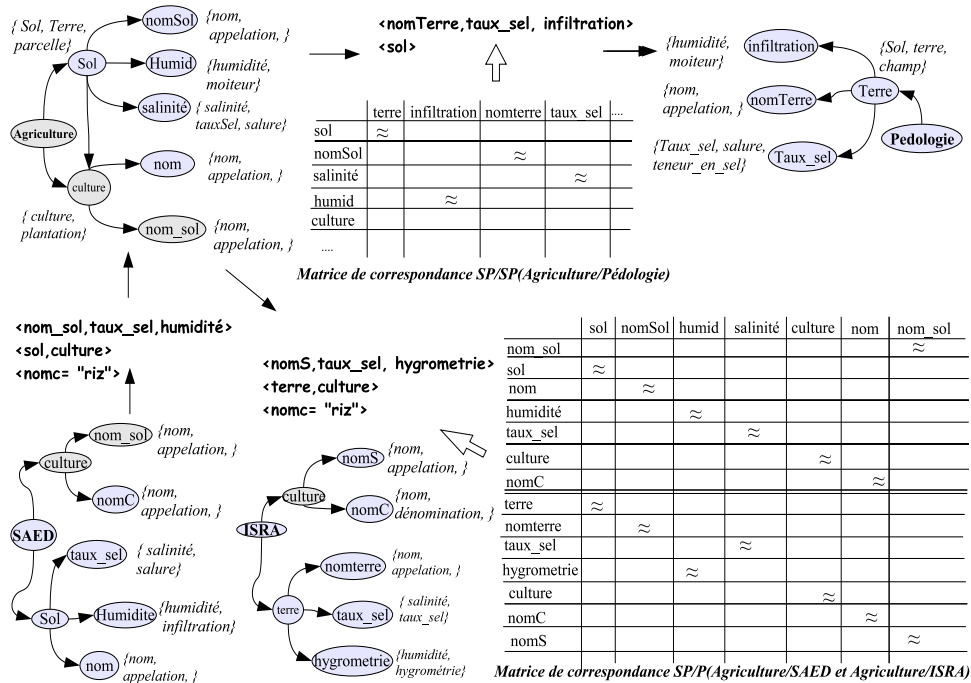 { Sol, Terre,
parcelle}
Sol
nomSol
{nom,
appelation, }
Humid
{humidité,
moiteur}
salinité
{ salinité,
tauxSel, salure}
Agriculture
nom
{nom,
appelation, }
culture
{ culture,
plantation}
nom_sol
{nom,
appelation, }
<nomTerre,taux_sel, infiltration>
<sol>
terre infiltration nomterre taux_sel ....
sol ≈
nomSol ≈
salinité ≈
humid ≈
culture
....
Matrice de correspondance SP/SP(Agriculture/Pédologie)
{humidité,
moiteur}
infiltration
{Sol, terre,
champ}
{nom,
appelation, }
nomTerre
Terre
Pedologie
{Taux_sel, salure,
teneur_en_sel}
Taux_sel
<nom_sol,taux_sel,humidité>
<sol,culture>
<nomc= "riz">
nom_sol
{nom,
appelation, }
culture
nomC
{nom,
appelation, }
SAED
taux_sel
{ salinité,
salure}
Sol
Humidite
{humidité,
infiltration}
nom
{nom,
appelation, }
<nomS,taux_sel, hygrometrie>
<terre,culture>
<nomc= "riz">
nomS
{nom,
appelation, }
culture
nomC
{nom,
dénomination, }
ISRA
nomterre
{nom,
appelation, }
terre
taux_sel
{ salinité,
taux_sel}
hygrometrie
{humidité,
hygrométrie}
sol nomSol humid salinité culture nom nom_sol
nom_sol ≈
sol ≈
nom ≈
humidité ≈
taux_sel ≈
culture ≈
nomC ≈
terre ≈
nomterre ≈
taux_sel ≈
hygrometrie ≈
culture ≈
nomC ≈
nomS ≈
Matrice de correspondance SP/P(Agriculture/SAED et Agriculture/ISRA)